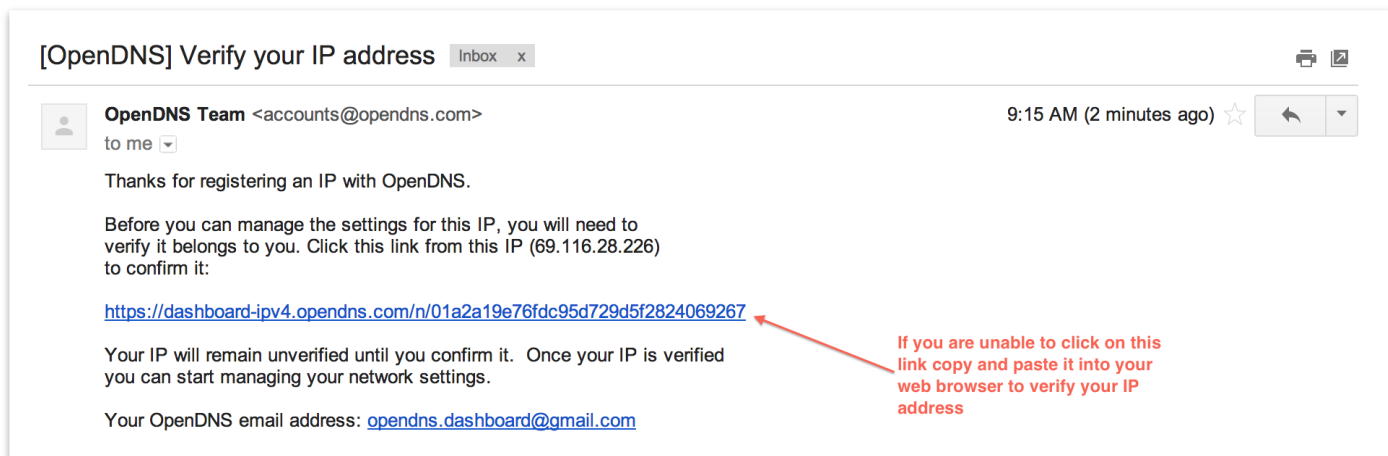 [OpenDNS] Verify your IP address Inbox x
OpenDNS Team <accounts@opendns.com> 9:15 AM (2 minutes ago)
to me
Thanks for registering an IP with OpenDNS.
Before you can manage the settings for this IP, you will need to
verify it belongs to you. Click this link from this IP (69.116.28.226)
to confirm it:
https://dashboard-ipv4.opendns.com/n/01a2a19e76fdc95d729d5f2824069267
Your IP will remain unverified until you confirm it.  Once your IP is verified
you can start managing your network settings.
Your OpenDNS email address: opendns.dashboard@gmail.com
If you are unable to click on this
link copy and paste it into your
web browser to verify your IP
address